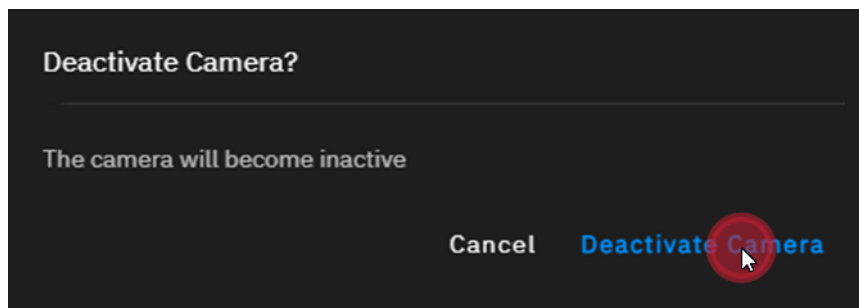 Deactivate Camera?
The camera will become inactive
Cancel Deactivate Camera